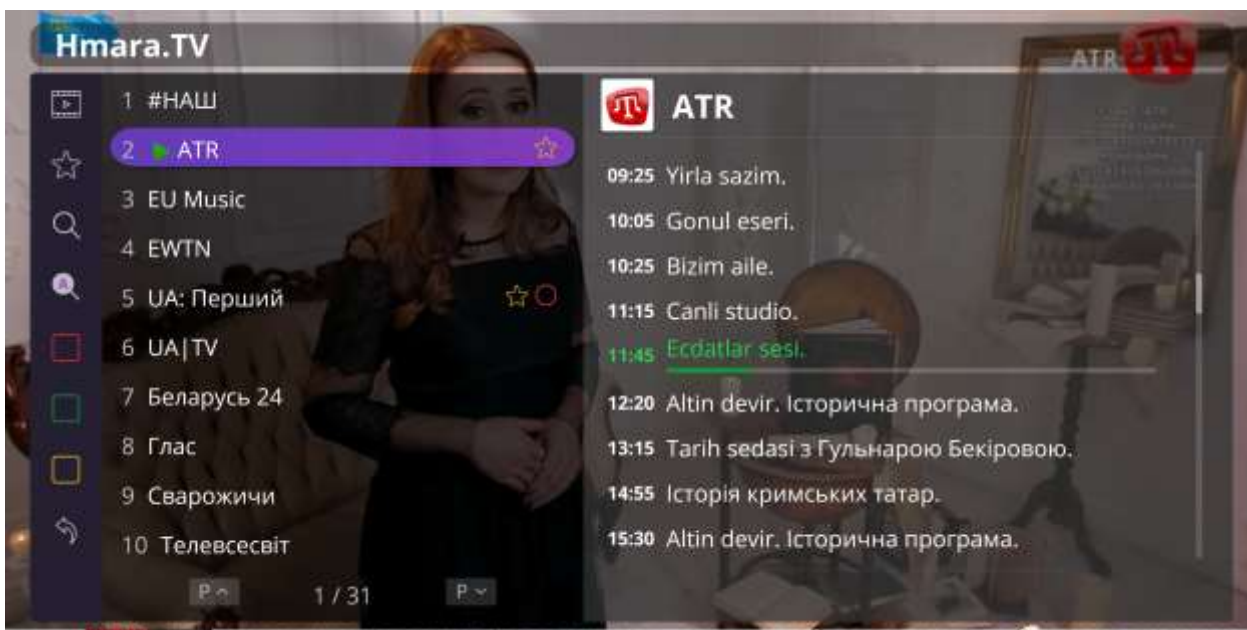 Hmara.TV
ATR
1 #НАШ
2 ATR
3 EU Music
4 EWTN
5 UA: Перший
6 UA|TV
7 Беларусь 24
8 Глас
9 Сварожичи
10 Телевсесвіт
P 1 / 31 P
ATR
09:25 Yirla sazim.
10:05 Gonul eseri.
10:25 Bizim aile.
11:15 Canli studio.
11:45 Ecdatlar sesi.
12:20 Altin devir. Історична програма.
13:15 Tarih sedasi з Гульнарою Бекіровою.
14:55 Історія кримських татар.
15:30 Altin devir. Історична програма.